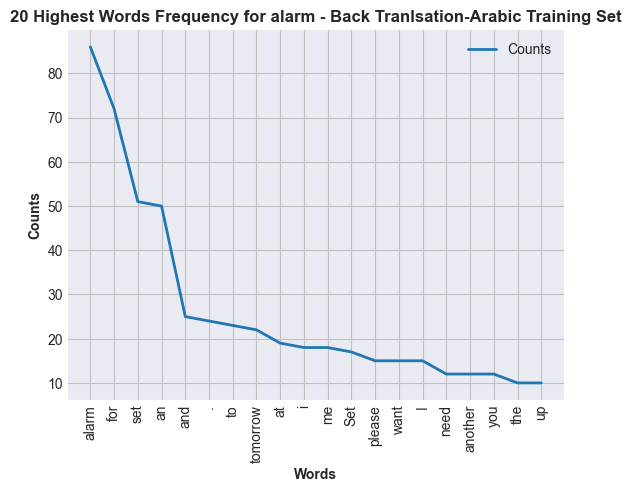 20 Highest Words Frequency for alarm - Back Tranlsation-Arabic Training Set
Counts
80
70
60
50
40
30
20
10
Counts
alarm
for
set
an
and
.
to
tomorrow
at
i
me
Set
please
want
I
need
another
you
the
up
Words